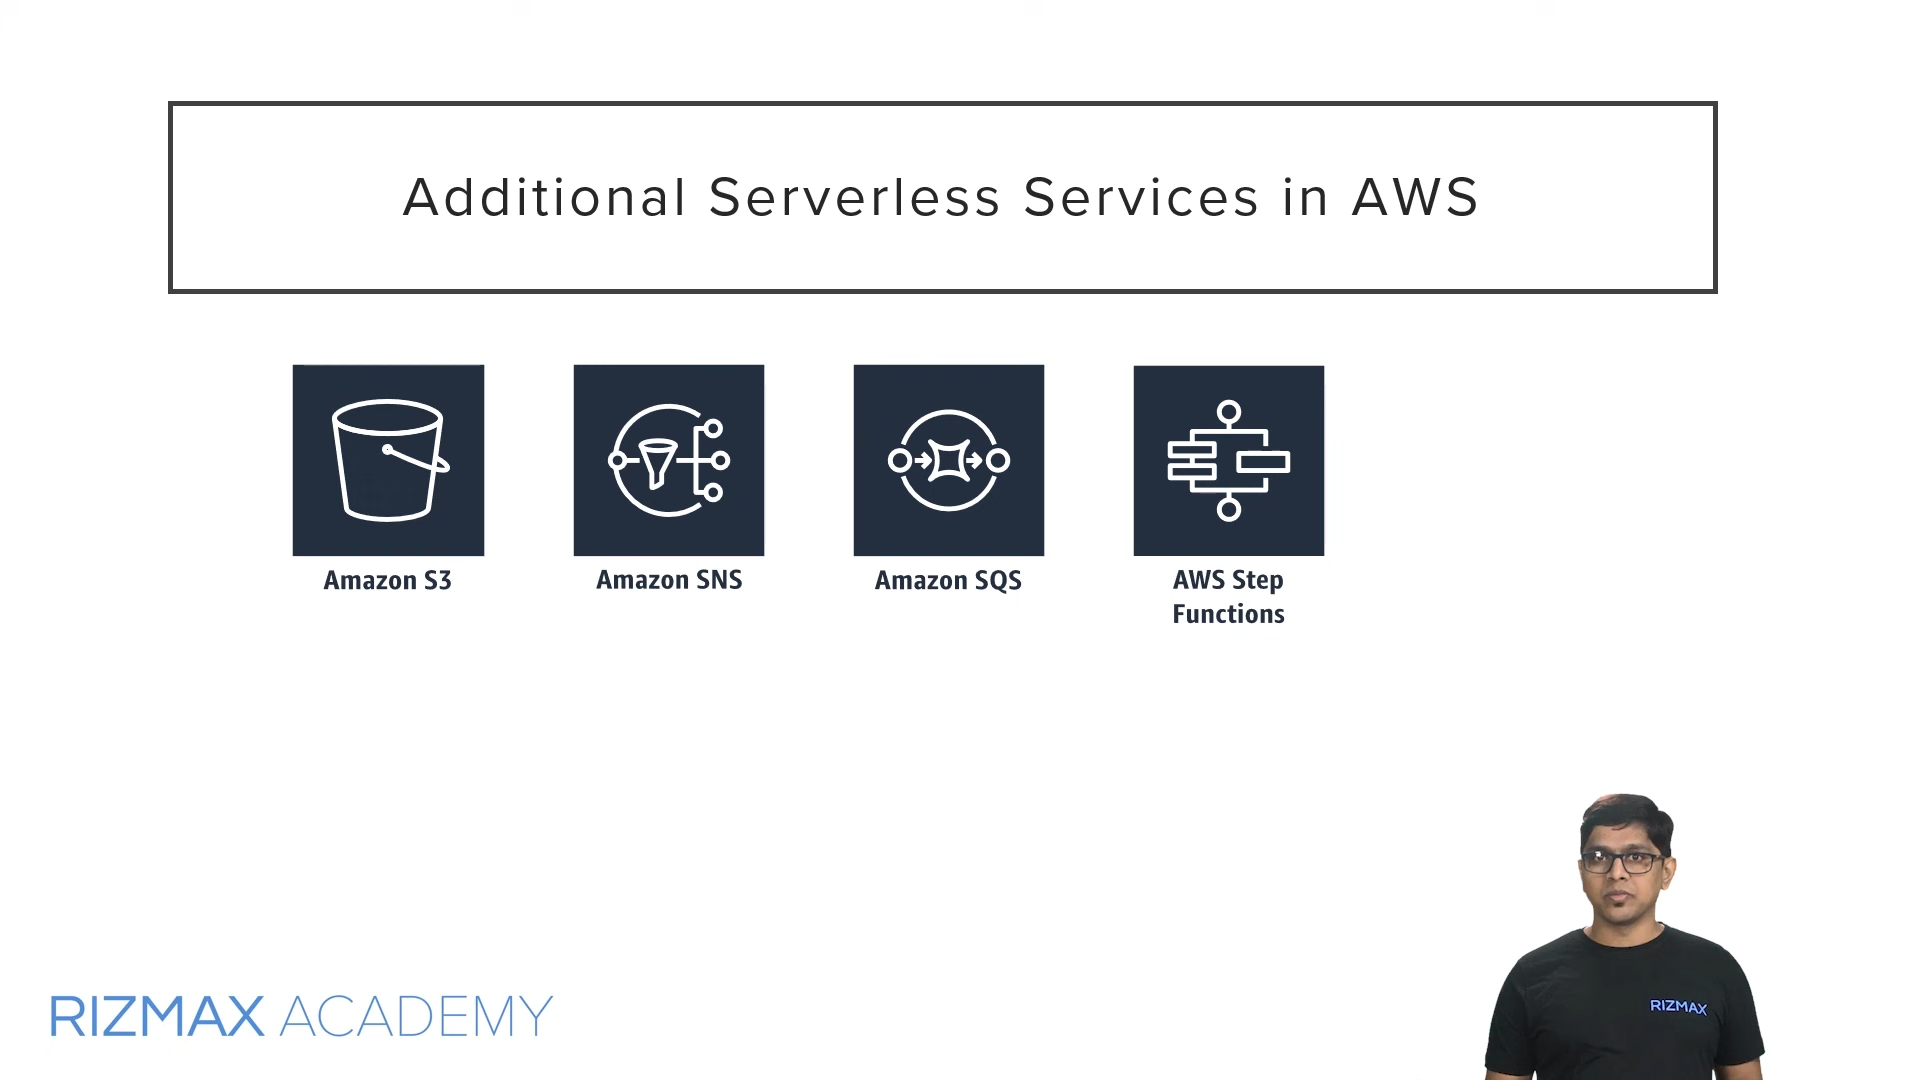 Additional Serverless Services in AWS
Amazon S3
Amazon SNS
Amazon SQS
AWS Step
Functions
RIZMAX
RIZMAX ACADEMY